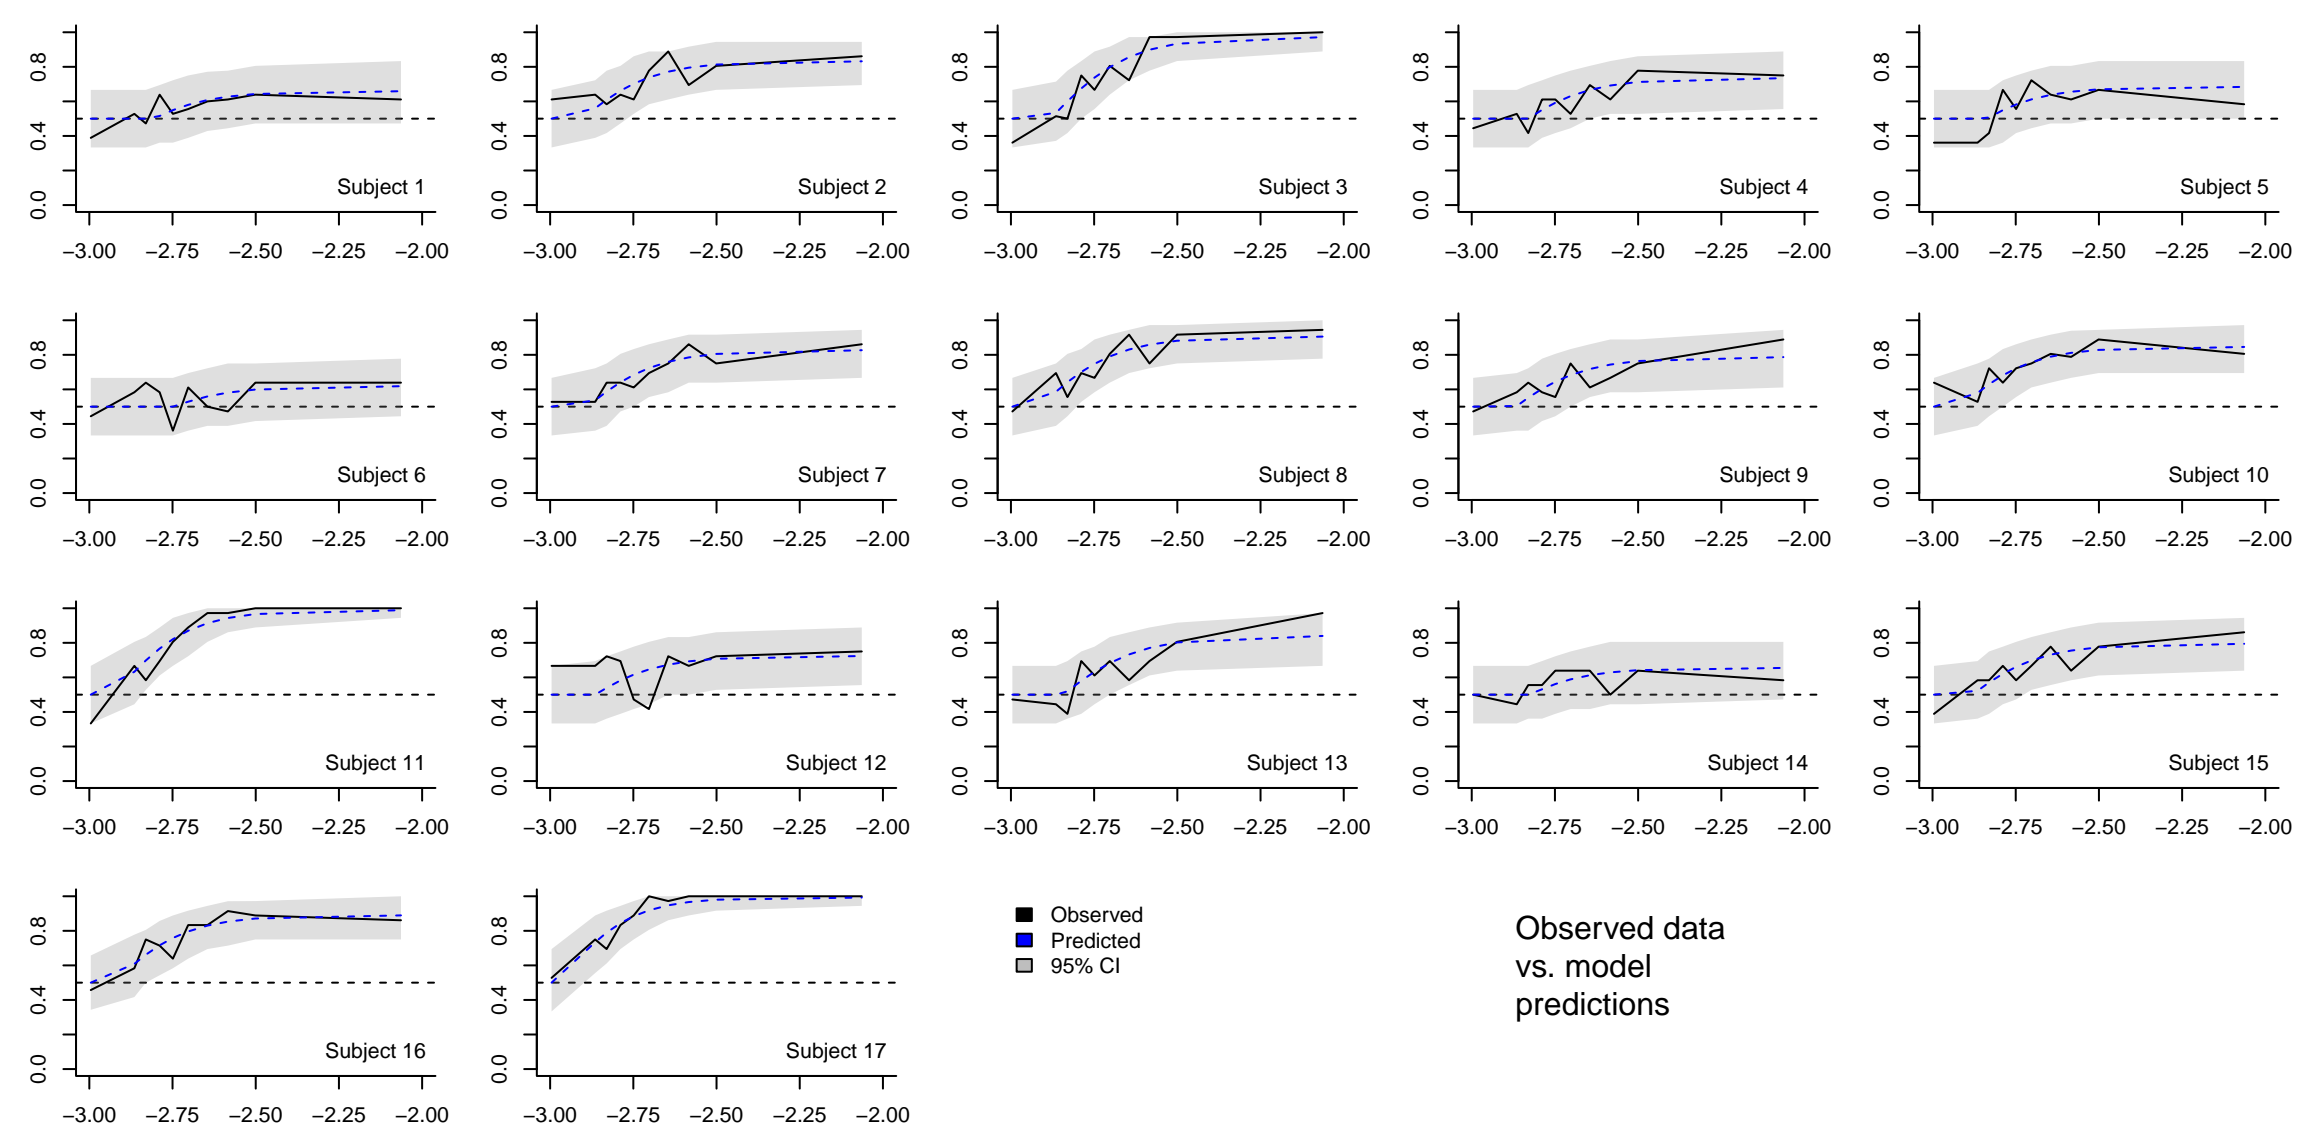 0.0 0.4 0.8
Subject 1
−3.00 −2.75 −2.50 −2.25 −2.00
0.0 0.4 0.8
Subject 2
−3.00 −2.75 −2.50 −2.25 −2.00
0.0 0.4 0.8
Subject 3
−3.00 −2.75 −2.50 −2.25 −2.00
0.0 0.4 0.8
Subject 4
−3.00 −2.75 −2.50 −2.25 −2.00
0.0 0.4 0.8
Subject 5
−3.00 −2.75 −2.50 −2.25 −2.00
0.0 0.4 0.8
Subject 6
−3.00 −2.75 −2.50 −2.25 −2.00
0.0 0.4 0.8
Subject 7
−3.00 −2.75 −2.50 −2.25 −2.00
0.0 0.4 0.8
Subject 8
−3.00 −2.75 −2.50 −2.25 −2.00
0.0 0.4 0.8
Subject 9
−3.00 −2.75 −2.50 −2.25 −2.00
0.0 0.4 0.8
Subject 10
−3.00 −2.75 −2.50 −2.25 −2.00
0.0 0.4 0.8
Subject 11
−3.00 −2.75 −2.50 −2.25 −2.00
0.0 0.4 0.8
Subject 12
−3.00 −2.75 −2.50 −2.25 −2.00
0.0 0.4 0.8
Subject 13
−3.00 −2.75 −2.50 −2.25 −2.00
0.0 0.4 0.8
Subject 14
−3.00 −2.75 −2.50 −2.25 −2.00
0.0 0.4 0.8
Subject 15
−3.00 −2.75 −2.50 −2.25 −2.00
0.0 0.4 0.8
Subject 16
−3.00 −2.75 −2.50 −2.25 −2.00
0.0 0.4 0.8
Subject 17
−3.00 −2.75 −2.50 −2.25 −2.00
Observed
Predicted
95% CI
Observed data
vs. model
predictions